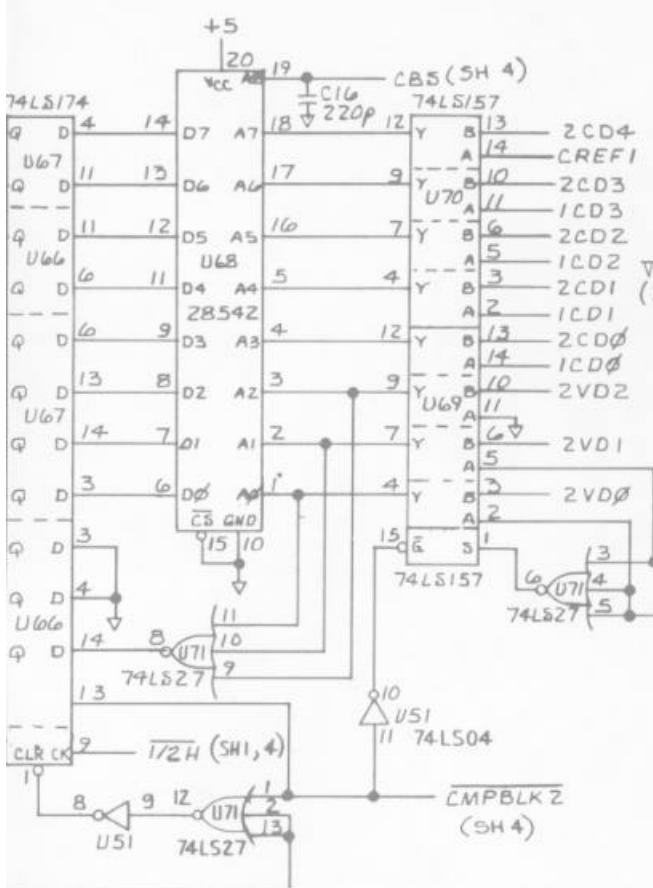 +5
20
VCC A8 19 CB5 (SH 4)
C16
220p
74LS174
74LS157
Q D 4 14 D7 A7 18 12 Y B 13 2CD4
A 14 CREF1
U67
Q D 11 13 D6 A6 17 9 Y B 10 2CD3
U70
A 11 1CD3
Q D 11 12 D5 A5 16 7 Y B 6 2CD2
U66 U68
A 5 1CD2
Q D 6 11 D4 A4 5 4 Y B 3 2CD1
28S42
A 2 1CD1
Q D 6 9 D3 A3 4 12 Y B 13 2CDØ
A 14 1CDØ
Q D 13 8 D2 A2 3 9 Y B 10 2VD2
U67 U69
A 11
Q D 14 7 D1 A1 2 7 Y B 6 2VD1
A 5
Q D 3 6 DØ AØ 1 4 Y B 3 2VDØ
A 2
CS GND
15 10
Q D 3
15 G S 1
74LS157
3
6 U71 4
5
74LS27
Q D 4
U66
11
Q D 14 8 U71 10
9
74LS27
13
10
U51
11 74LS04
CLR CK 9 1/2H (SH1, 4)
1
8 9 12 U71 1
2
13
U51
74LS27
CMPBLK2
(SH 4)